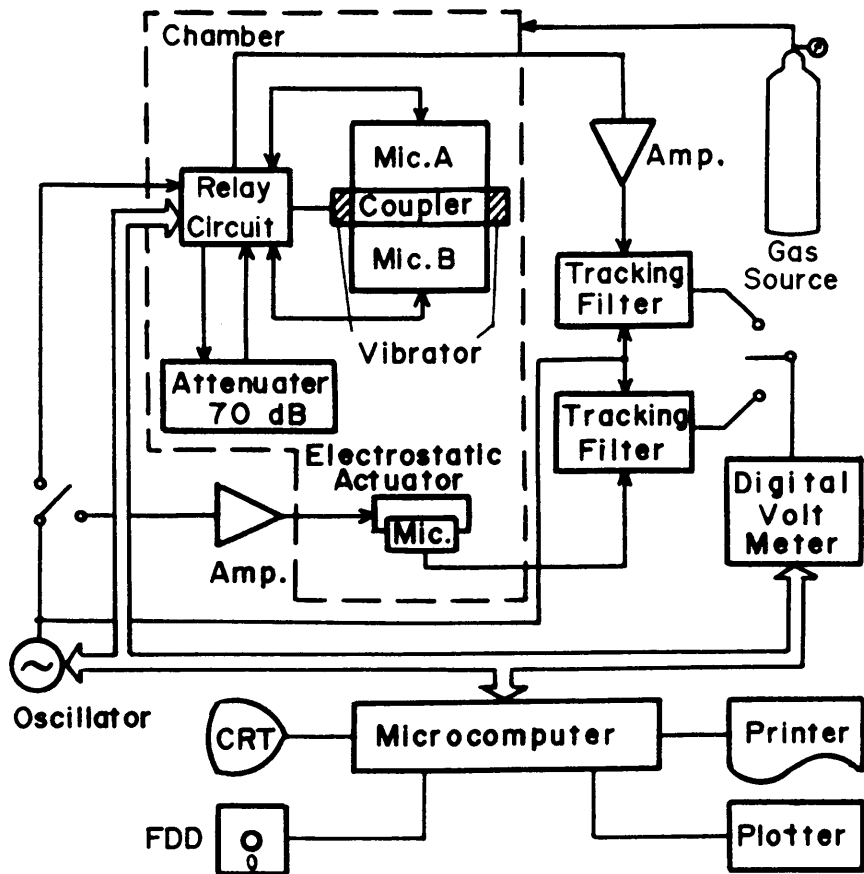 Chamber
Mic.A
Amp.
Relay
Circuit
Coupler
Mic.B
Gas
Source
Tracking
Filter
Vibrator
Attenuater
70 dB
Tracking
Filter
Electrostatic
Actuator
Mic.
Amp.
Digital
Volt
Meter
~
Oscillator
CRT
Microcomputer
Printer
FDD
Plotter